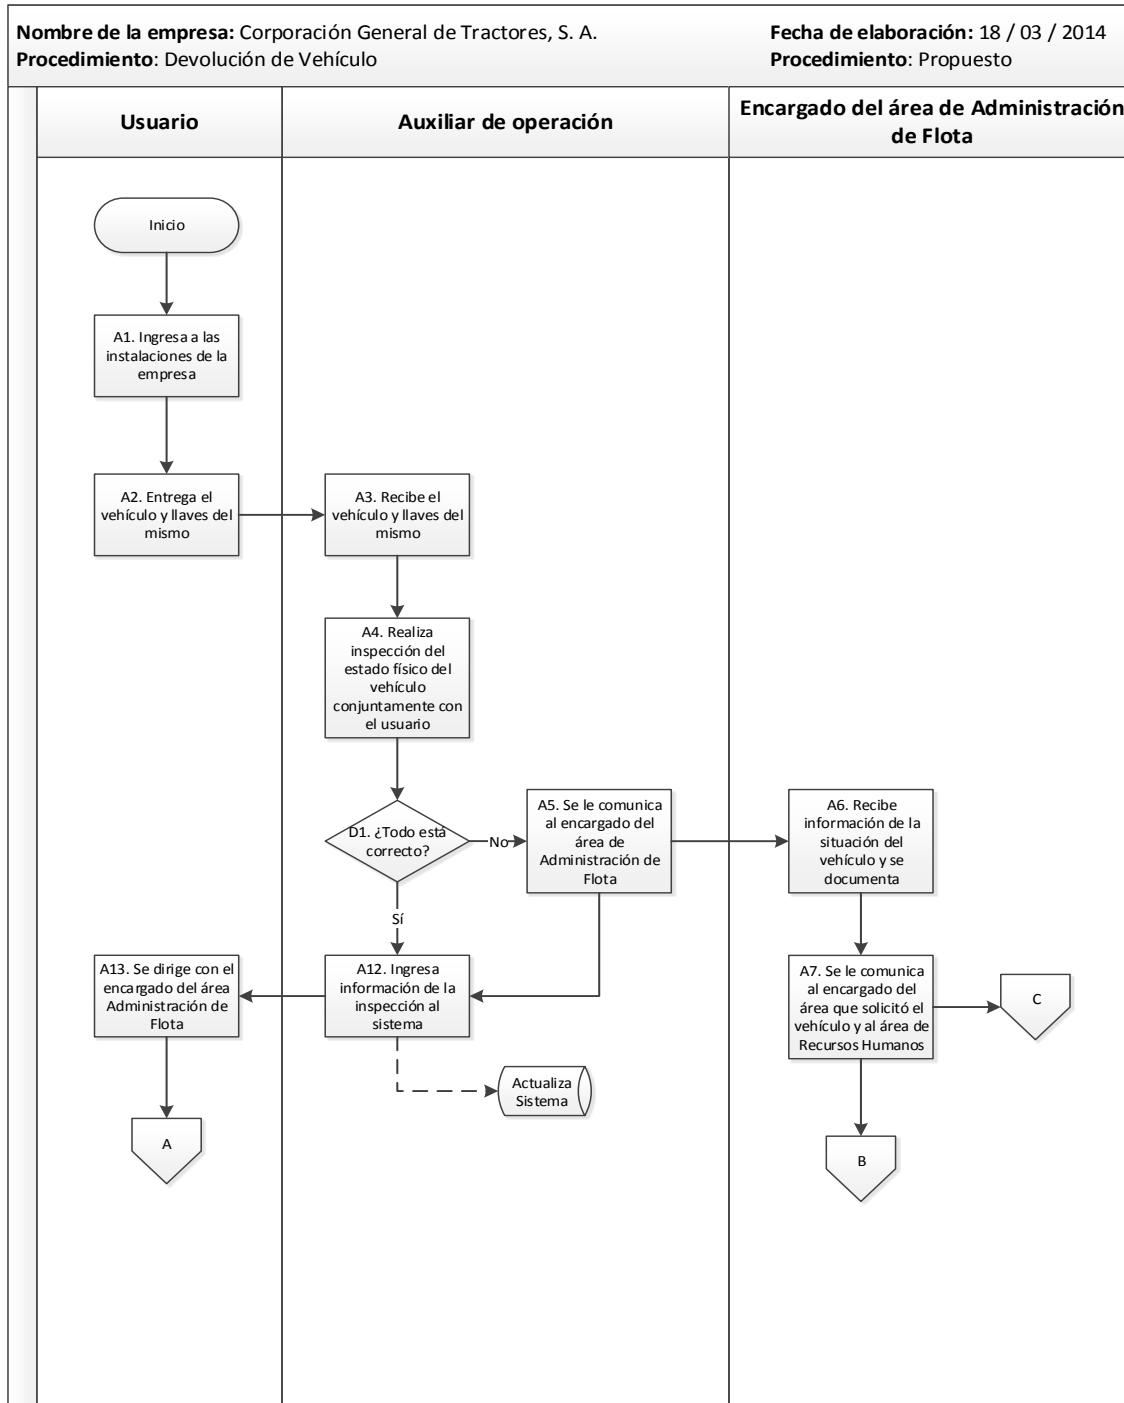 Nombre de la empresa: Corporación General de Tractores, S. A.
Fecha de elaboración: 18 / 03 / 2014
Procedimiento: Devolución de Vehículo
Procedimiento: Propuesto
Usuario
Auxiliar de operación
Encargado del área de Administración
de Flota
Inicio
A1. Ingresa a las
instalaciones de la
empresa
A2. Entrega el
vehículo y llaves del
mismo
A3. Recibe el
vehículo y llaves del
mismo
A4. Realiza
inspección del
estado físico del
vehículo
conjuntamente con
el usuario
D1. ¿Todo está
correcto?
No
A5. Se le comunica
al encargado del
área de
Administración de
Flota
A6. Recibe
información de la
situación del
vehículo y se
documenta
Sí
A13. Se dirige con el
encargado del área
Administración de
Flota
A12. Ingresa
información de la
inspección al
sistema
A7. Se le comunica
al encargado del
área que solicitó el
vehículo y al área de
Recursos Humanos
C
Actualiza
Sistema
A
B